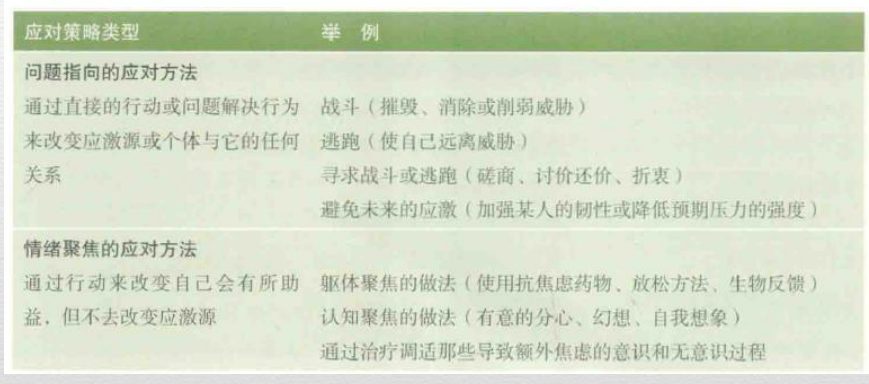 应对策略类型 举 例
问题指向的应对方法
通过直接的行动或问题解决行为 战斗（摧毁、消除或削弱威胁）
来改变应激源或个体与它的任何 逃跑（使自己远离威胁）
关系 寻求战斗或逃跑（磋商、讨价还价、折衷）
避免未来的应激（加强某人的韧性或降低预期压力的强度）
情绪聚焦的应对方法
通过行动来改变自己会有所助 躯体聚焦的做法（使用抗焦虑药物、放松方法、生物反馈）
益，但不去改变应激源 认知聚焦的做法（有意的分心、幻想、自我想象）
通过治疗调适那些导致额外焦虑的意识和无意识过程